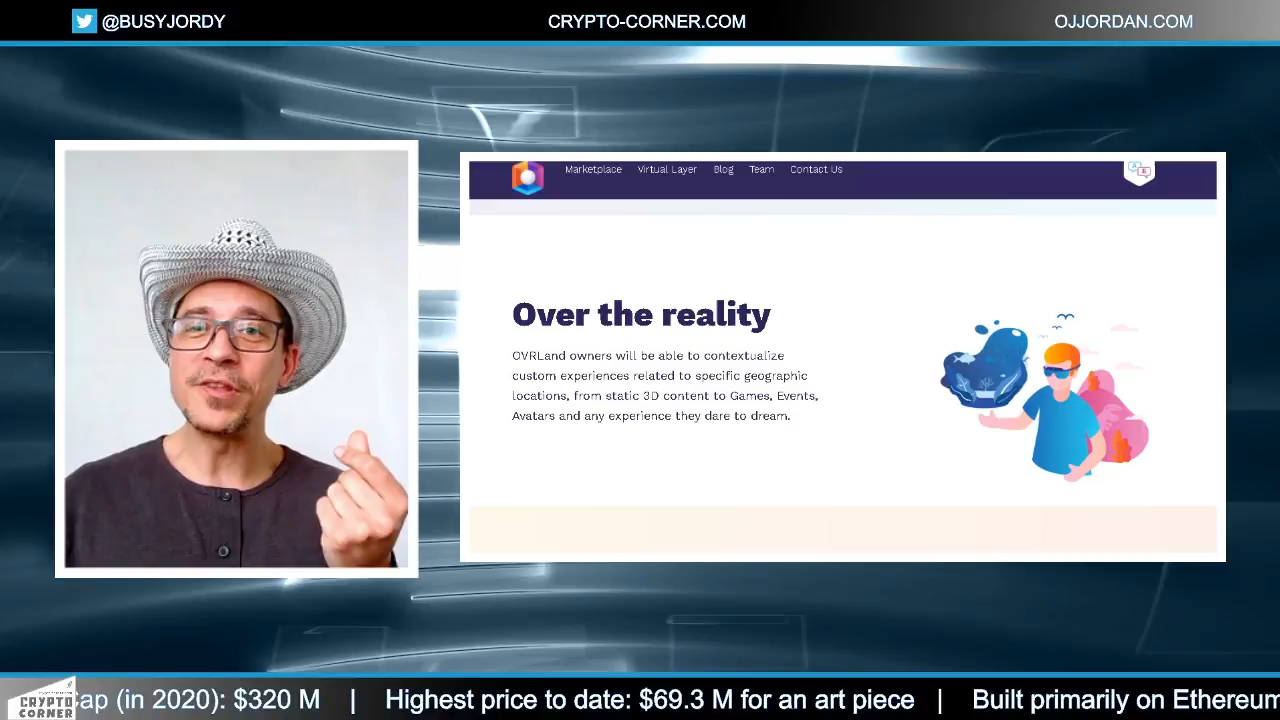 @BUSYJORDY
CRYPTO-CORNER.COM
OJJORDAN.COM
Marketplace Virtual Layer Blog Team Contact Us
Over the reality
OVRLand owners will be able to contextualize
custom experiences related to specific geographic
locations, from static 3D content to Games, Events,
Avatars and any experience they dare to dream.
CRYPTO
CORNER
Cap (in 2020): $320 M | Highest price to date: $69.3 M for an art piece | Built primarily on Ethereum